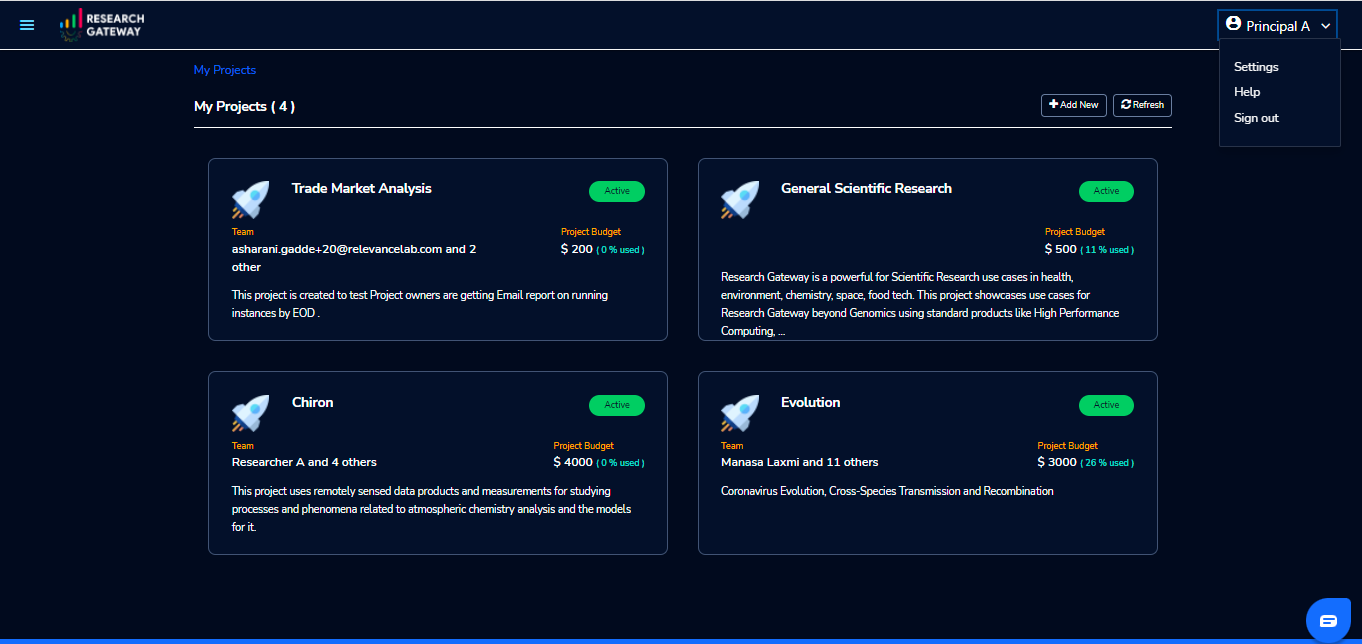 RESEARCH
GATEWAY
Principal A
Settings
Help
Sign out
My Projects
My Projects ( 4 )
Add New
Refresh
Trade Market Analysis
Active
Team
Project Budget
asharani.gadde+20@relevancelab.com and 2
other
$ 200 ( 0 % used )
This project is created to test Project owners are getting Email report on running
instances by EOD .
General Scientific Research
Active
Project Budget
$ 500 ( 11 % used )
Research Gateway is a powerful for Scientific Research use cases in health,
environment, chemistry, space, food tech. This project showcases use cases for
Research Gateway beyond Genomics using standard products like High Performance
Computing, ...
Chiron
Active
Team
Project Budget
Researcher A and 4 others
$ 4000 ( 0 % used )
This project uses remotely sensed data products and measurements for studying
processes and phenomena related to atmospheric chemistry analysis and the models
for it.
Evolution
Active
Team
Project Budget
Manasa Laxmi and 11 others
$ 3000 ( 26 % used )
Coronavirus Evolution, Cross-Species Transmission and Recombination